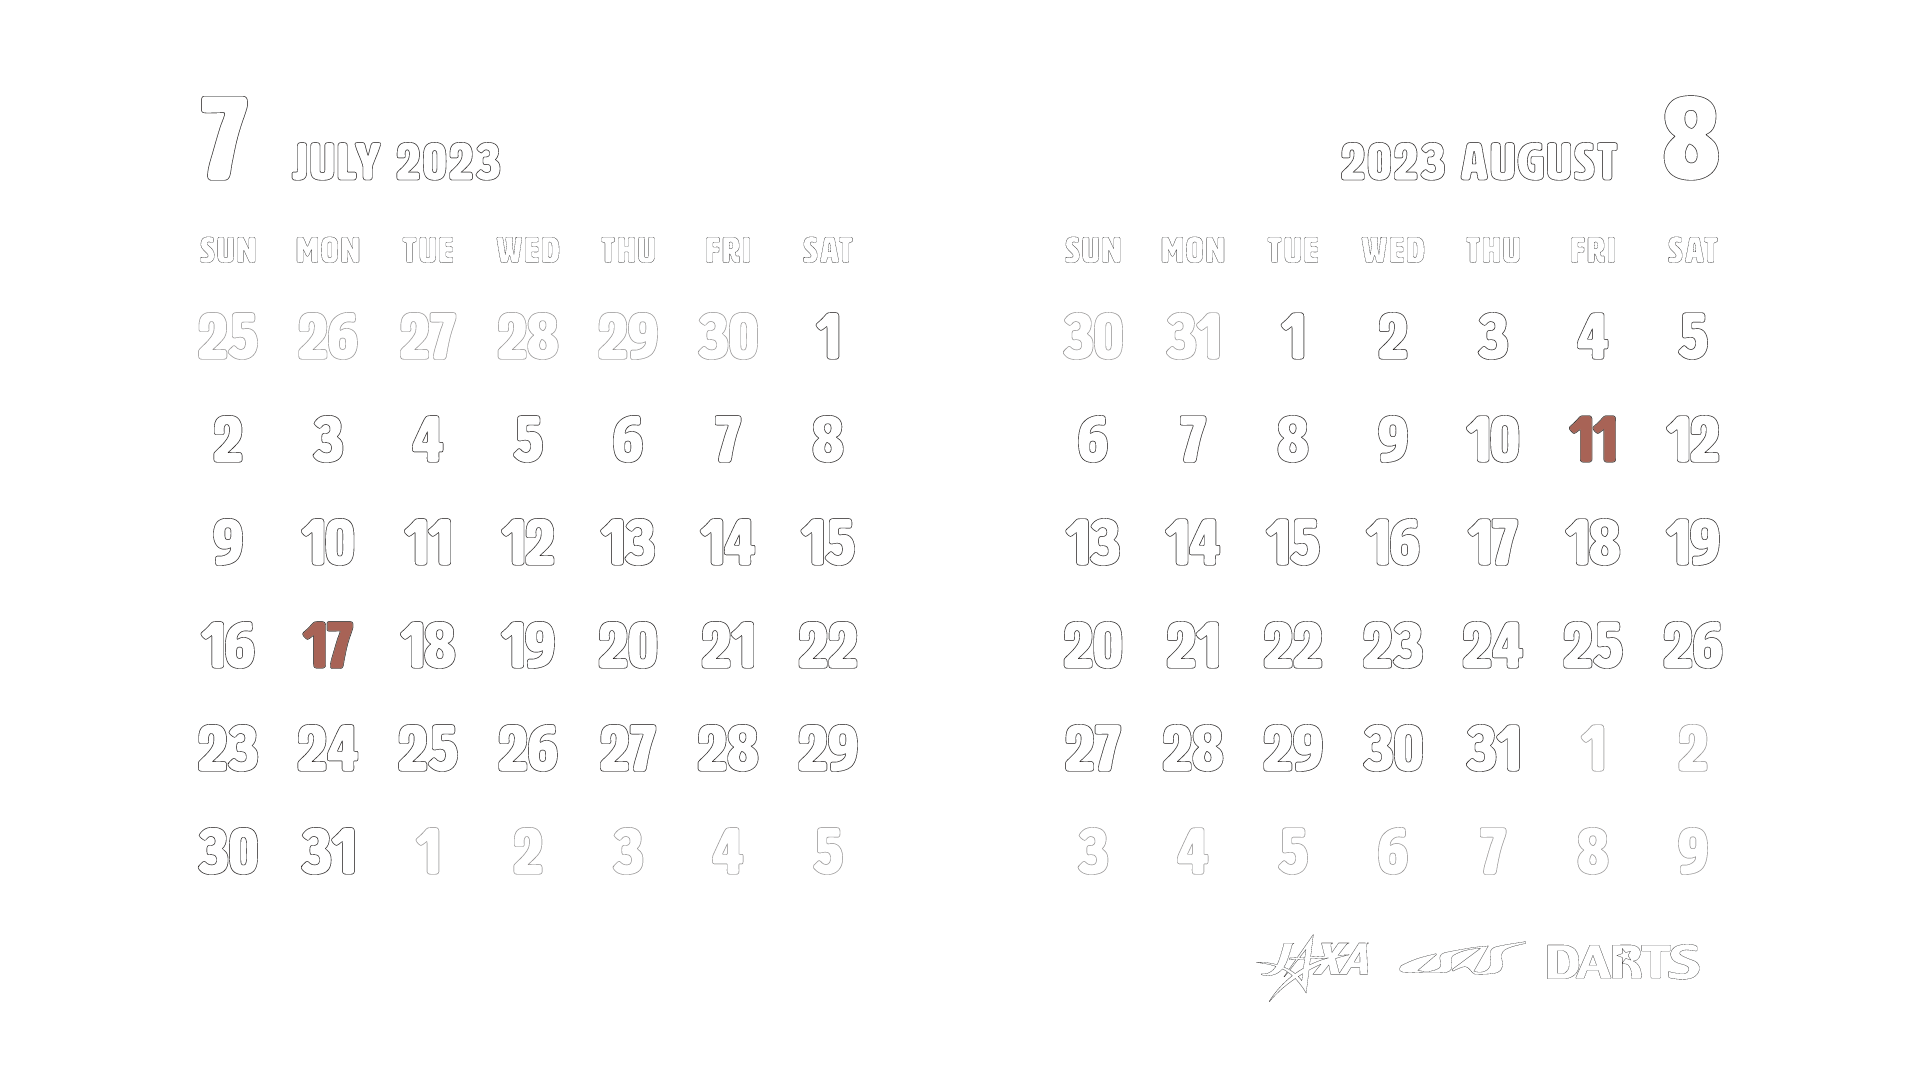 7 JULY 2023
SUN MON TUE WED THU FRI SAT
25 26 27 28 29 30 1
2 3 4 5 6 7 8
9 10 11 12 13 14 15
16 17 18 19 20 21 22
23 24 25 26 27 28 29
30 31 1 2 3 4 5
2023 AUGUST 8
SUN MON TUE WED THU FRI SAT
30 31 1 2 3 4 5
6 7 8 9 10 11 12
13 14 15 16 17 18 19
20 21 22 23 24 25 26
27 28 29 30 31 1 2
3 4 5 6 7 8 9
JAXA ISAS DARTS